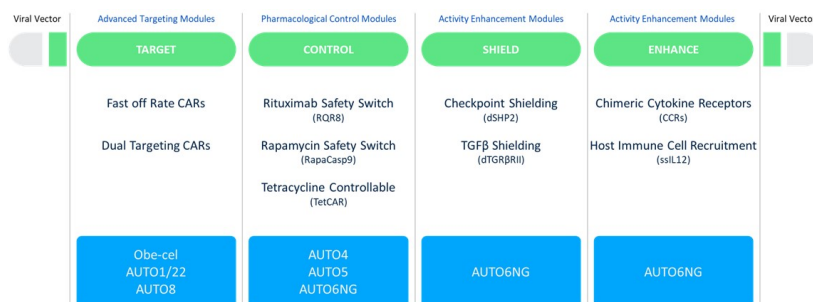 Viral Vector
Advanced Targeting Modules
Pharmacological Control Modules
Activity Enhancement Modules
Activity Enhancement Modules
Viral Vecto
TARGET
CONTROL
SHIELD
ENHANCE
Fast off Rate CARs
Dual Targeting CARs
Rituximab Safety Switch
(RQR8)
Rapamycin Safety Switch
(RapaCasp9)
Tetracycline Controllable
(TetCAR)
Checkpoint Shielding
(dSHP2)
TGFβ Shielding
(dTGRβRII)
Chimeric Cytokine Receptors
(CCRs)
Host Immune Cell Recruitment
(ssIL12)
Obe-cel
AUTO1/22
AUTO8
AUTO4
AUTO5
AUTO6NG
AUTO6NG
AUTO6NG